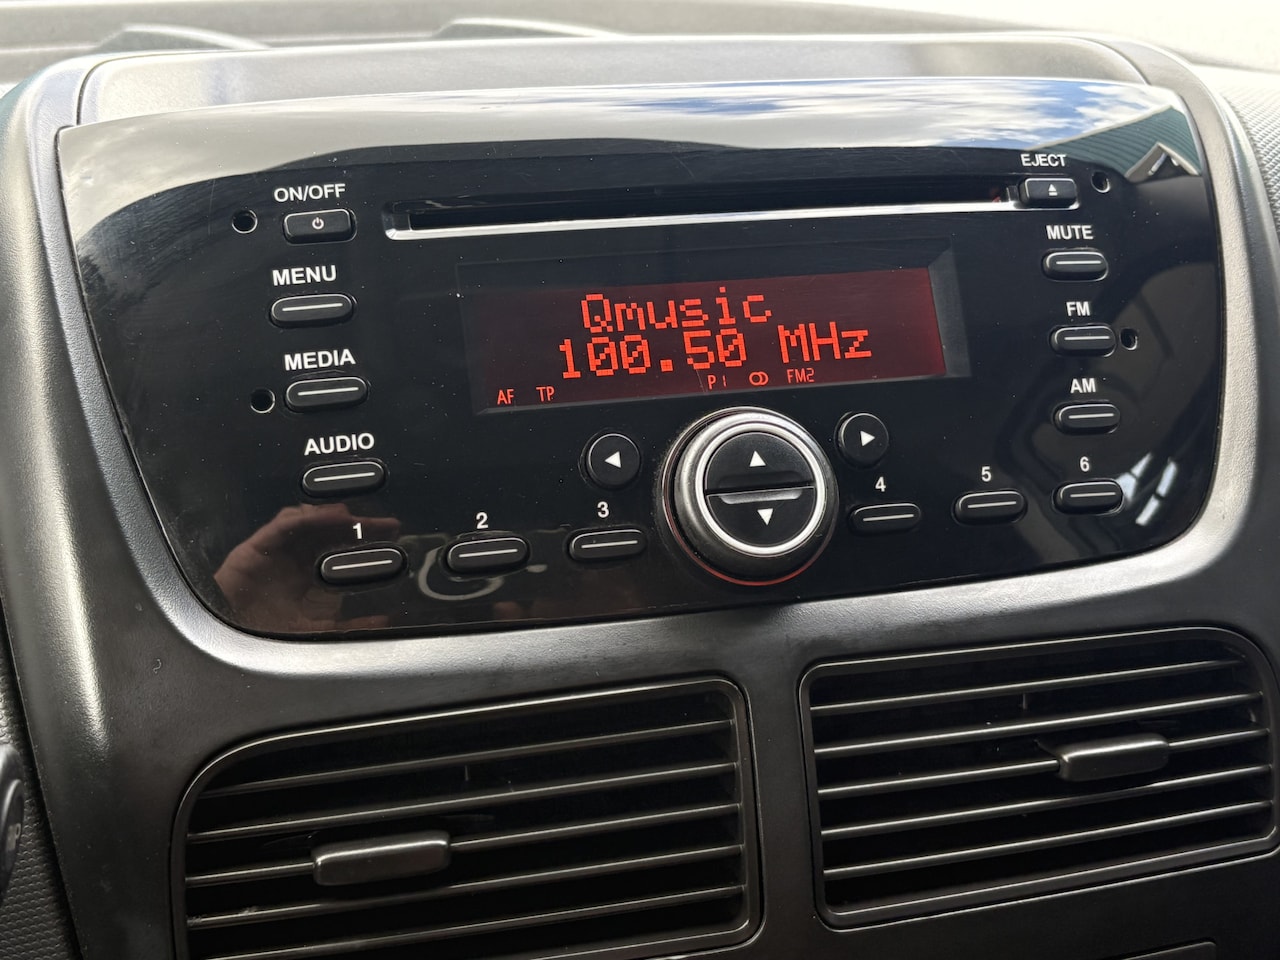 EJECT
ON/OFF
MUTE
MENU
Qmusic
FM
100.50 MHz
MEDIA
AF TP P1 FM2
AM
AUDIO
1 2 3 4 5 6